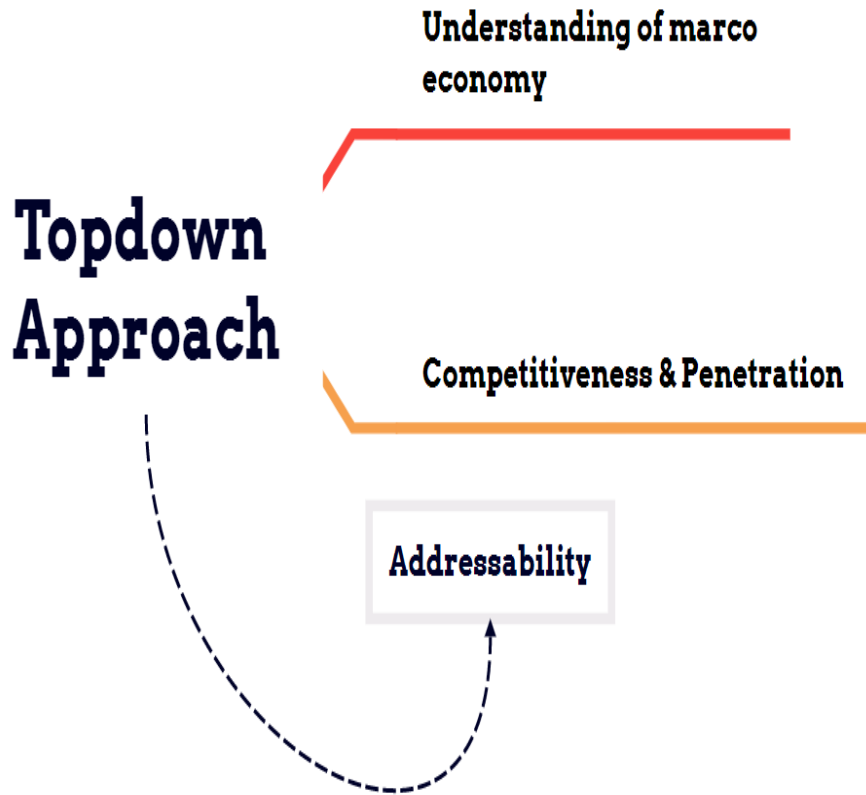 Understanding of marco
economy
Topdown
Approach
Competitiveness & Penetration
Addressability